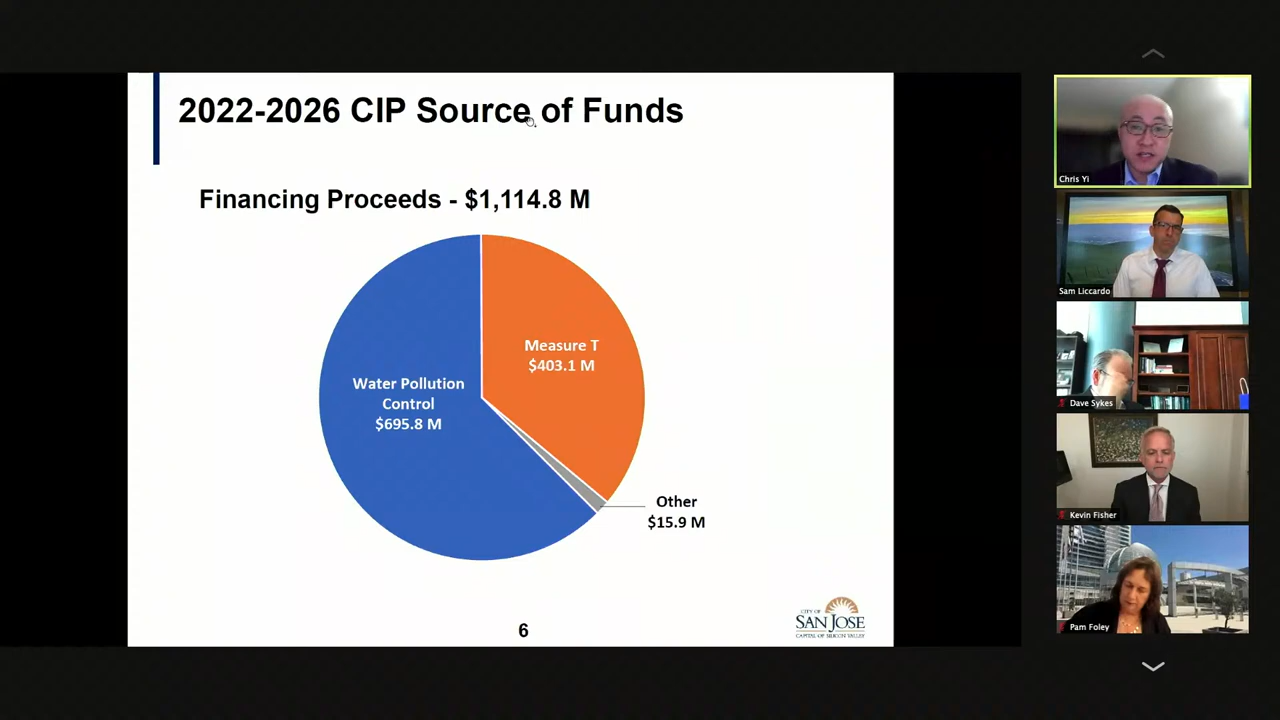 2022-2026 CIP Source of Funds
Financing Proceeds - $1,114.8 M
Measure T
$403.1 M
Water Pollution
Control
$695.8 M
Other
$15.9 M
6
CITY OF
SAN JOSE
CAPITAL OF SILICON VALLEY
Chris Yi
Sam Liccardo
Dave Sykes
Kevin Fisher
Pam Foley